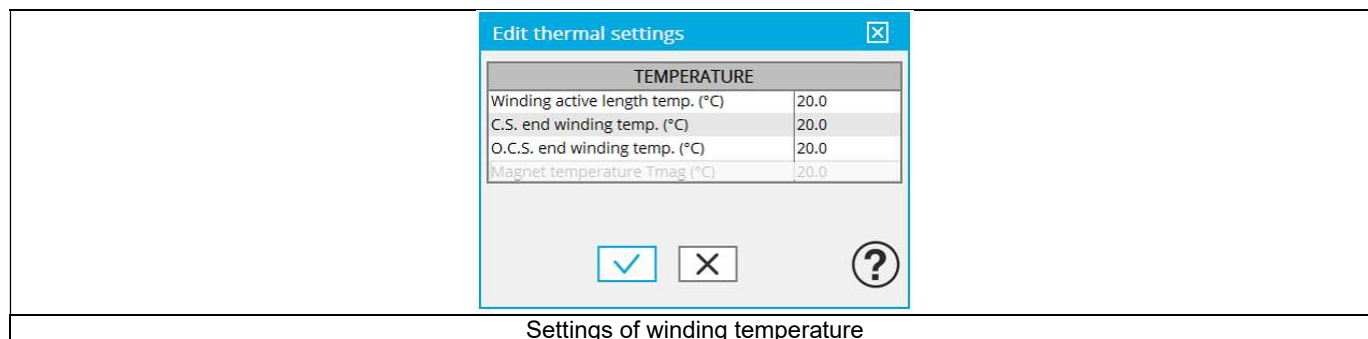 Edit thermal settings
TEMPERATURE
Winding active length temp. (°C) 20.0
C.S. end winding temp. (°C) 20.0
O.C.S. end winding temp. (°C) 20.0
Magnet temperature Tmag (°C) 20.0
?
Settings of winding temperature